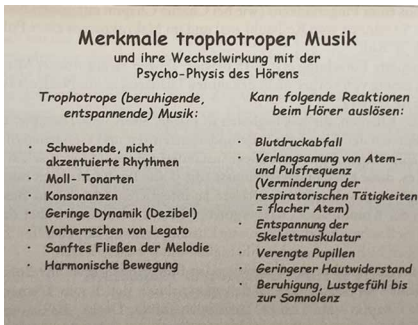 Merkmale trophotroper Musik
und ihre Wechselwirkung mit der
Psycho-Physis des Hörens
Trophotrope (beruhigende,
entspannende) Musik:
· Schwebende, nicht
akzentuierte Rhythmen
· Moll- Tonarten
· Konsonanzen
· Geringe Dynamik (Dezibel)
· Vorherrschen von Legato
· Sanftes Fließen der Melodie
· Harmonische Bewegung
Kann folgende Reaktionen
beim Hörer auslösen:
· Blutdruckabfall
· Verlangsamung von Atem-
und Pulsfrequenz
(Verminderung der
respiratorischen Tätigkeiten
= flacher Atem)
· Entspannung der
Skelettmuskulatur
· Verengte Pupillen
· Geringerer Hautwiderstand
· Beruhigung, Lustgefühl bis
zur Somnolenz